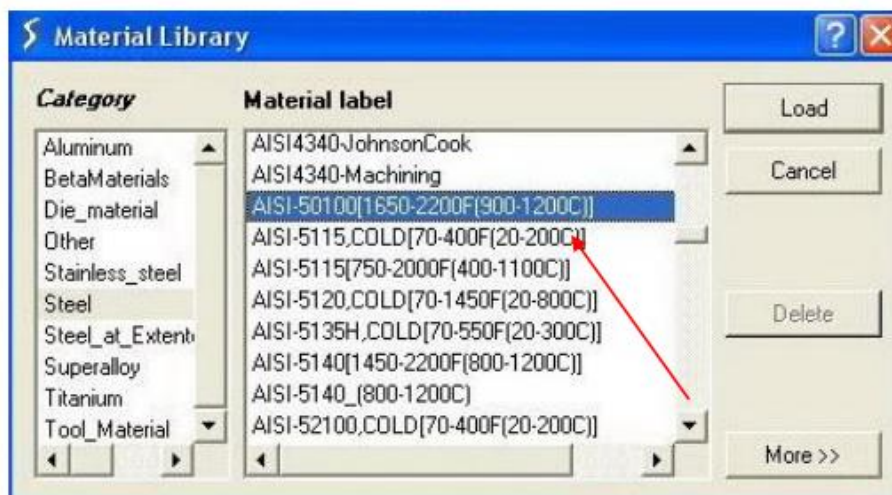 Material Library
Category
Material label
Load
Cancel
Delete
More >>
Aluminum
BetaMaterials
Die_material
Other
Stainless_steel
Steel
Steel_at_Extent
Superalloy
Titanium
Tool_Material
AISI4340-JohnsonCook
AISI4340-Machining
AISI-50100[1650-2200F(900-1200C)]
AISI-5115,COLD[70-400F(20-200C)]
AISI-5115[750-2000F(400-1100C)]
AISI-5120,COLD[70-1450F(20-800C)]
AISI-5135H,COLD[70-550F(20-300C)]
AISI-5140[1450-2200F(800-1200C)]
AISI-5140_(800-1200C)
AISI-52100,COLD[70-400F(20-200C)]